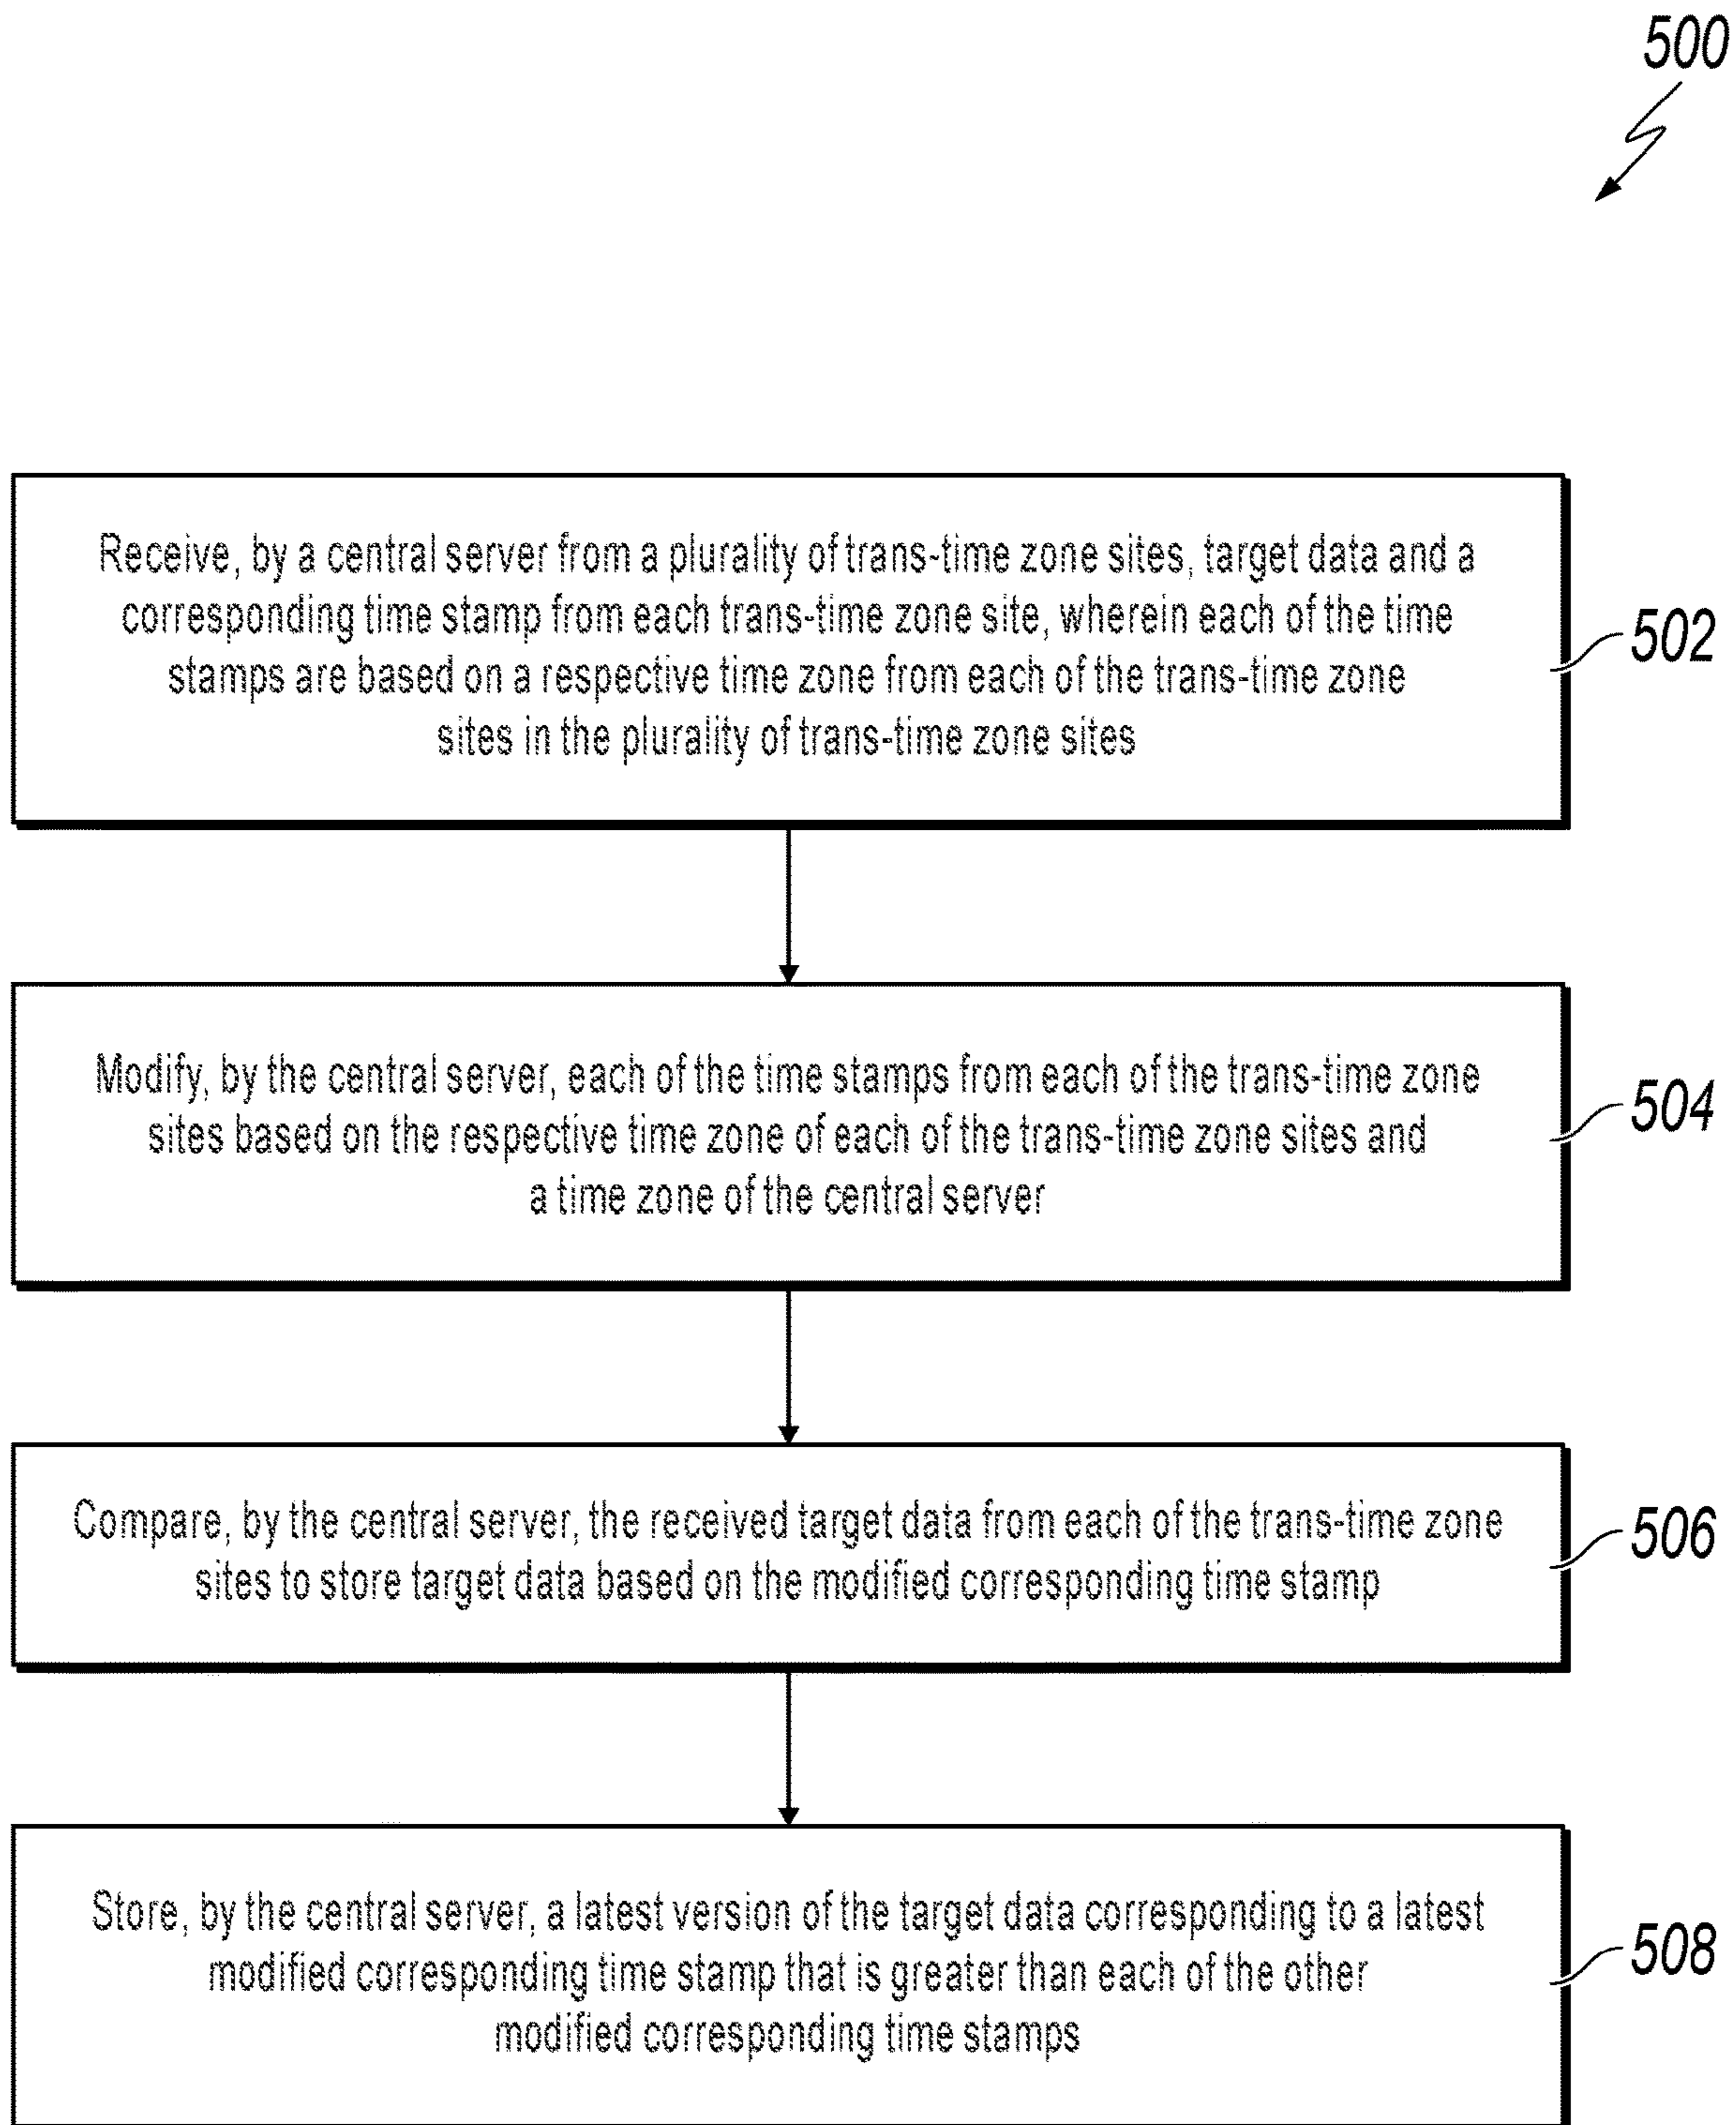 500
Receive, by a central server from a plurality of trans-time zone sites, target data and a
corresponding time stamp from each trans-time zone site, wherein each of the time
stamps are based on a respective time zone from each of the trans-time zone
sites in the plurality of trans-time zone sites
502
Modify, by the central server, each of the time stamps from each of the trans-time zone
sites based on the respective time zone of each of the trans-time zone sites and
a time zone of the central server
504
Compare, by the central server, the received target data from each of the trans-time zone
sites to store target data based on the modified corresponding time stamp
506
Store, by the central server, a latest version of the target data corresponding to a latest
modified corresponding time stamp that is greater than each of the other
modified corresponding time stamps
508